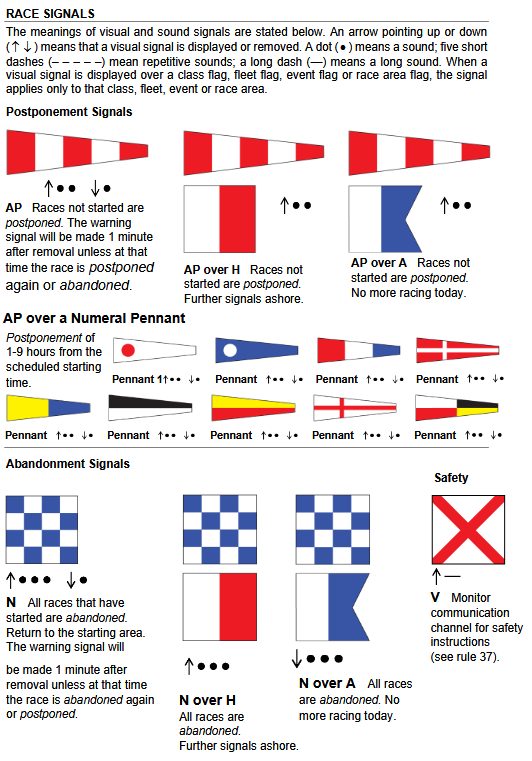 RACE SIGNALS
The meanings of visual and sound signals are stated below. An arrow pointing up or down
(↑ ↓) means that a visual signal is displayed or removed. A dot (●) means a sound; five short
dashes (– – – – –) mean repetitive sounds; a long dash (—) means a long sound. When a
visual signal is displayed over a class flag, fleet flag, event flag or race area flag, the signal
applies only to that class, fleet, event or race area.
Postponement Signals
↑●● ↓●
AP Races not started are
postponed. The warning
signal will be made 1 minute
after removal unless at that
time the race is postponed
again or abandoned.
↑●●
AP over H Races not
started are postponed.
Further signals ashore.
↑●●
AP over A Races not
started are postponed.
No more racing today.
AP over a Numeral Pennant
Postponement of
1-9 hours from the
scheduled starting
time.
Pennant 1↑●● ↓●
Pennant ↑●● ↓●
Pennant ↑●● ↓●
Pennant ↑●● ↓●
Pennant ↑●● ↓●
Pennant ↑●● ↓●
Pennant ↑●● ↓●
Pennant ↑●● ↓●
Pennant ↑●● ↓●
Abandonment Signals
↑●●● ↓●
N All races that have
started are abandoned.
Return to the starting area.
The warning signal will
be made 1 minute after
removal unless at that time
the race is abandoned again
or postponed.
↑●●●
N over H
All races are
abandoned.
Further signals ashore.
↓●●●
N over A All races
are abandoned. No
more racing today.
Safety
↑—
V Monitor
communication
channel for safety
instructions
(see rule 37).